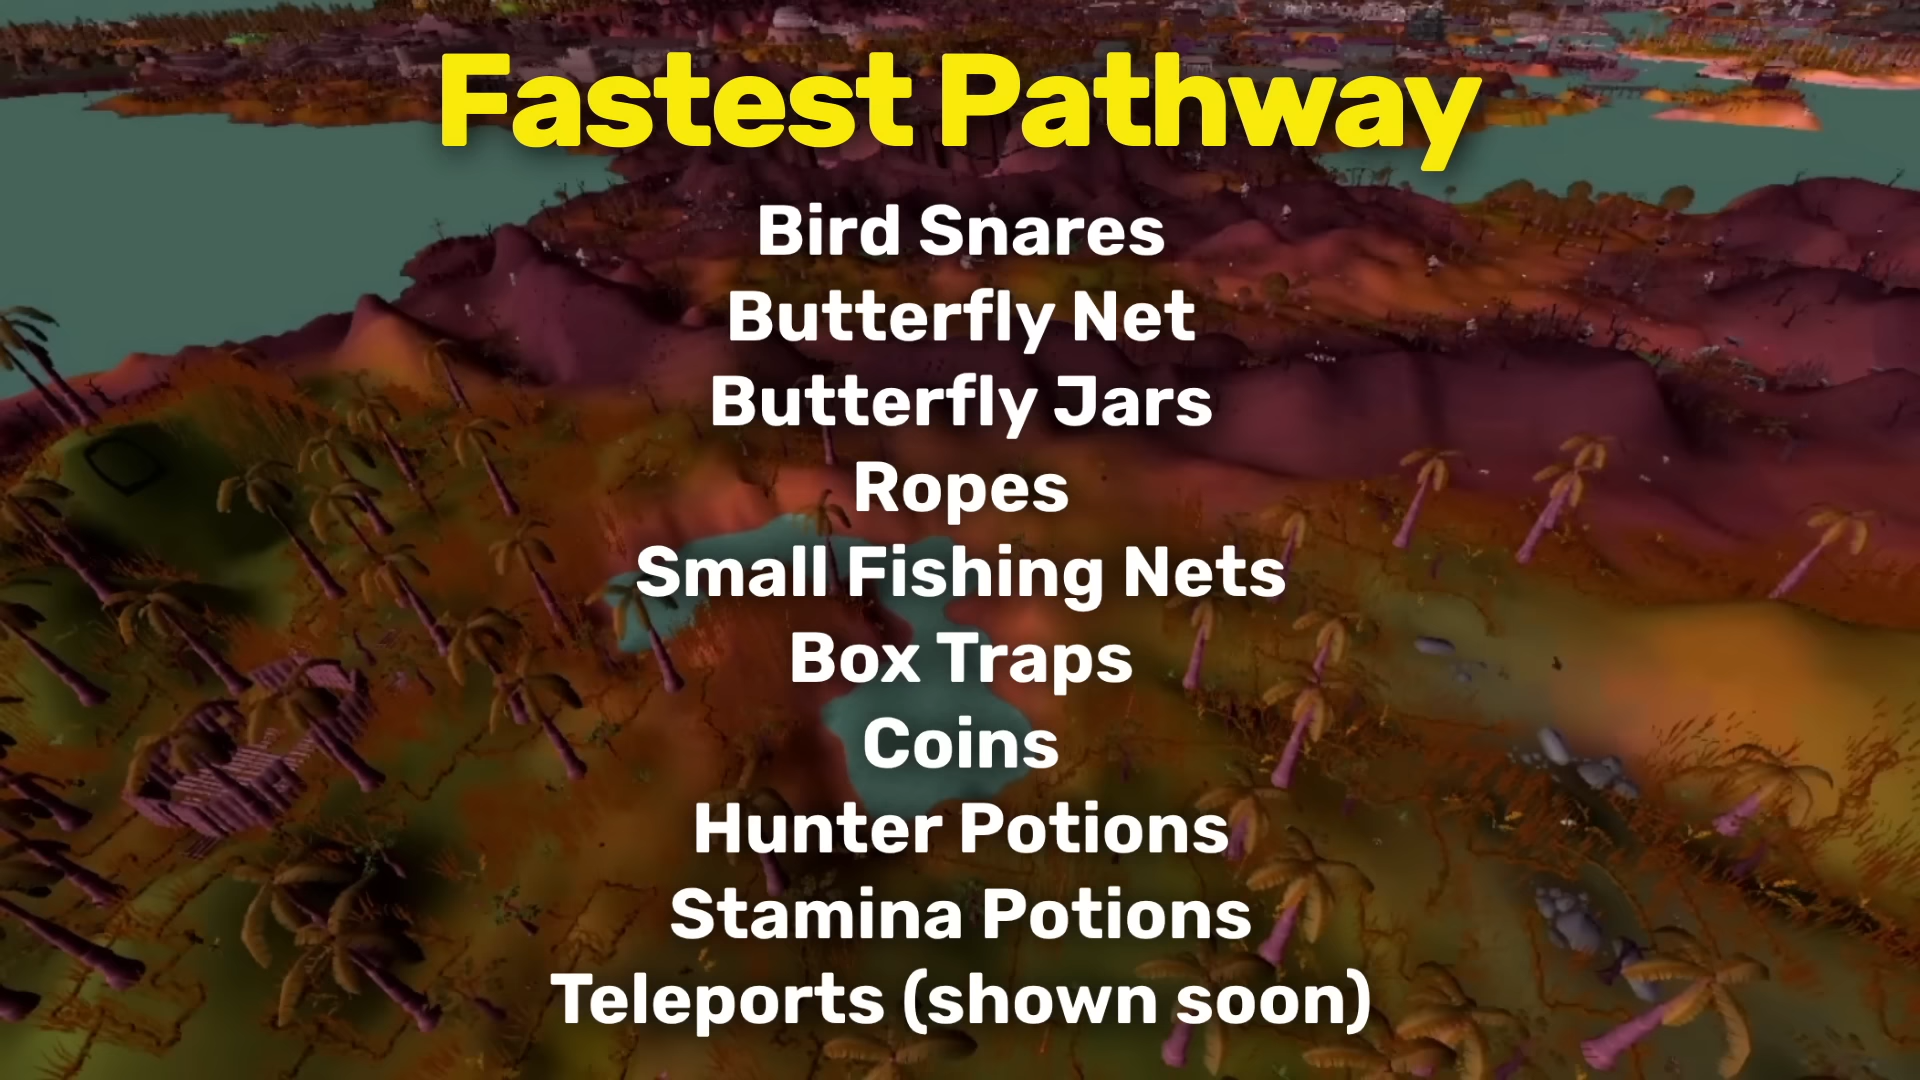 Fastest Pathway
Bird Snares
Butterfly Net
Butterfly Jars
Ropes
Small Fishing Nets
Box Traps
Coins
Hunter Potions
Stamina Potions
Teleports (shown soon)